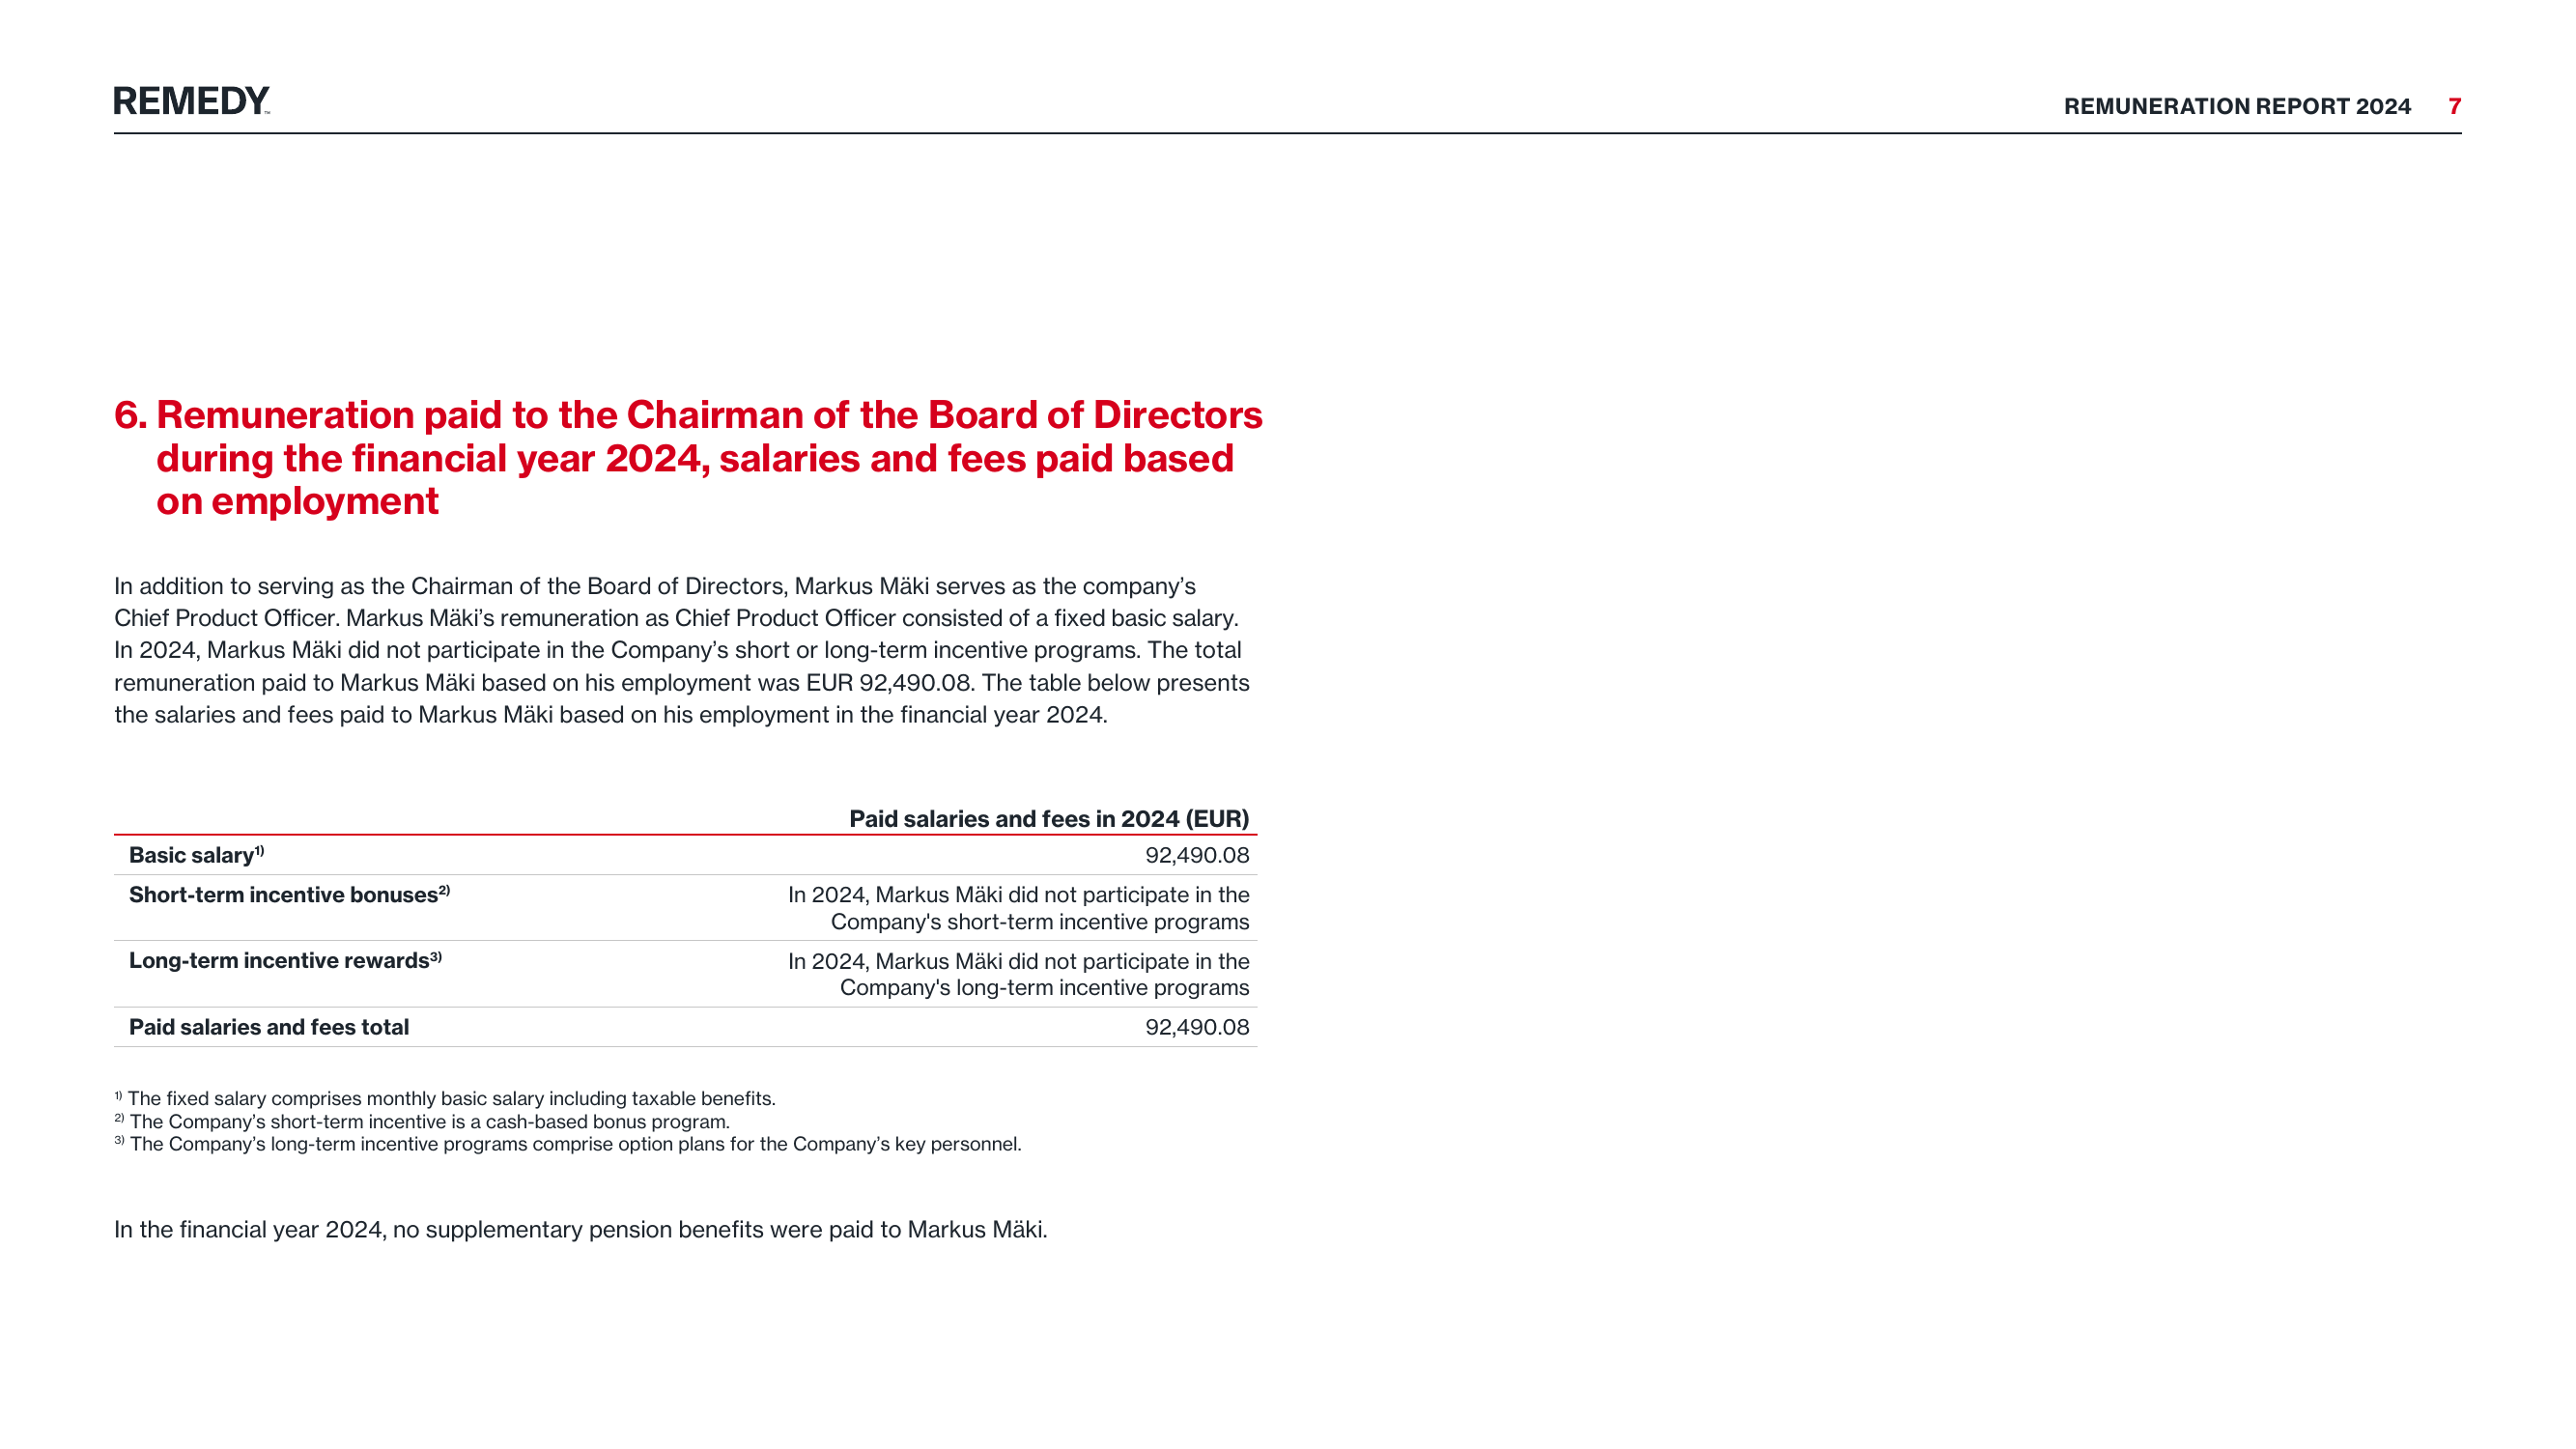 REMEDY™
REMUNERATION REPORT 2024 7
6. Remuneration paid to the Chairman of the Board of Directors
during the financial year 2024, salaries and fees paid based
on employment
In addition to serving as the Chairman of the Board of Directors, Markus Mäki serves as the company’s
Chief Product Officer. Markus Mäki’s remuneration as Chief Product Officer consisted of a fixed basic salary.
In 2024, Markus Mäki did not participate in the Company’s short or long-term incentive programs. The total
remuneration paid to Markus Mäki based on his employment was EUR 92,490.08. The table below presents
the salaries and fees paid to Markus Mäki based on his employment in the financial year 2024.
Paid salaries and fees in 2024 (EUR)
Basic salary¹⁾ 92,490.08
Short-term incentive bonuses²⁾ In 2024, Markus Mäki did not participate in the
Company's short-term incentive programs
Long-term incentive rewards³⁾ In 2024, Markus Mäki did not participate in the
Company's long-term incentive programs
Paid salaries and fees total 92,490.08
¹⁾ The fixed salary comprises monthly basic salary including taxable benefits.
²⁾ The Company’s short-term incentive is a cash-based bonus program.
³⁾ The Company’s long-term incentive programs comprise option plans for the Company’s key personnel.
In the financial year 2024, no supplementary pension benefits were paid to Markus Mäki.